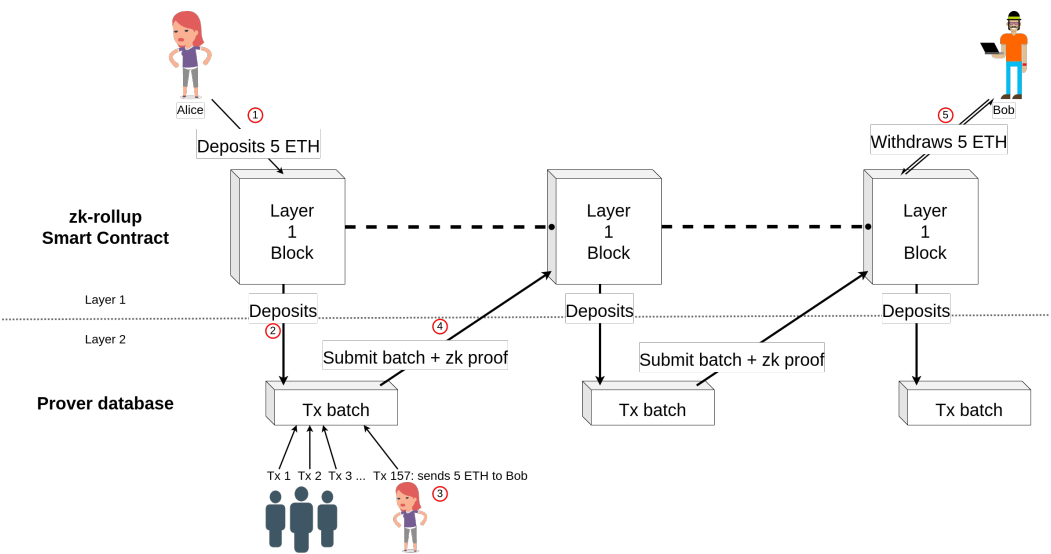 Alice
1
Deposits 5 ETH
5
Bob
Withdraws 5 ETH
zk-rollup
Smart Contract
Layer
1
Block
Layer
1
Block
Layer
1
Block
Layer 1
Deposits
Deposits
Deposits
2
4
Layer 2
Submit batch + zk proof
Submit batch + zk proof
Prover database
Tx batch
Tx batch
Tx batch
Tx 1 Tx 2 Tx 3 ... Tx 157: sends 5 ETH to Bob
3